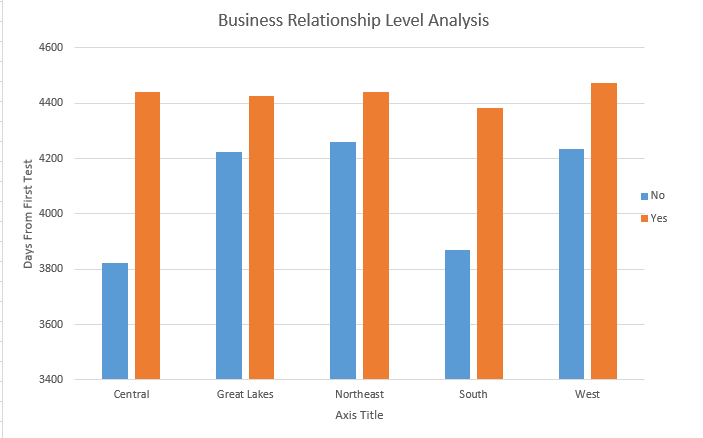 Business Relationship Level Analysis
4600
4400
4200
4000
3800
3600
3400
Days From First Test
Central Great Lakes Northeast South West
Axis Title
No
Yes